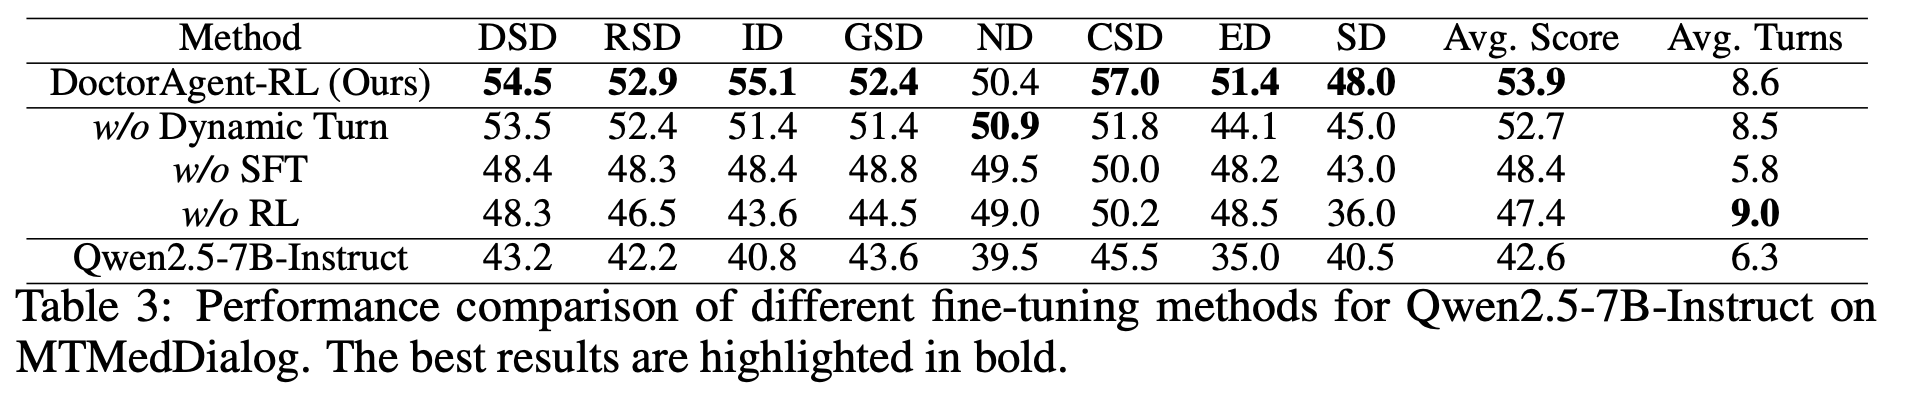 Method DSD RSD ID GSD ND CSD ED SD Avg. Score Avg. Turns
DoctorAgent-RL (Ours) 54.5 52.9 55.1 52.4 50.4 57.0 51.4 48.0 53.9 8.6
w/o Dynamic Turn 53.5 52.4 51.4 51.4 50.9 51.8 44.1 45.0 52.7 8.5
w/o SFT 48.4 48.3 48.4 48.8 49.5 50.0 48.2 43.0 48.4 5.8
w/o RL 48.3 46.5 43.6 44.5 49.0 50.2 48.5 36.0 47.4 9.0
Qwen2.5-7B-Instruct 43.2 42.2 40.8 43.6 39.5 45.5 35.0 40.5 42.6 6.3
Table 3: Performance comparison of different fine-tuning methods for Qwen2.5-7B-Instruct on
MTMedDialog. The best results are highlighted in bold.